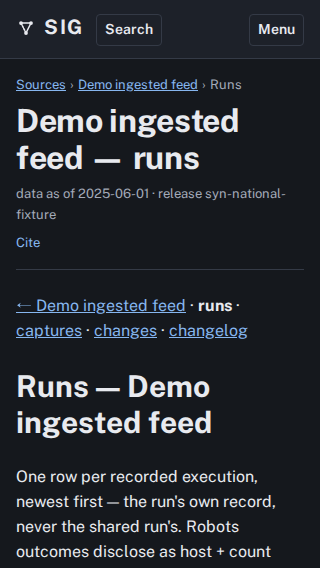 SIG Search Menu
Sources › Demo ingested feed › Runs
Demo ingested
feed — runs
data as of 2025-06-01 · release syn-national-
fixture
Cite
← Demo ingested feed · runs ·
captures · changes · changelog
Runs — Demo
ingested feed
One row per recorded execution,
newest first — the run's own record,
never the shared run's. Robots
outcomes disclose as host + count